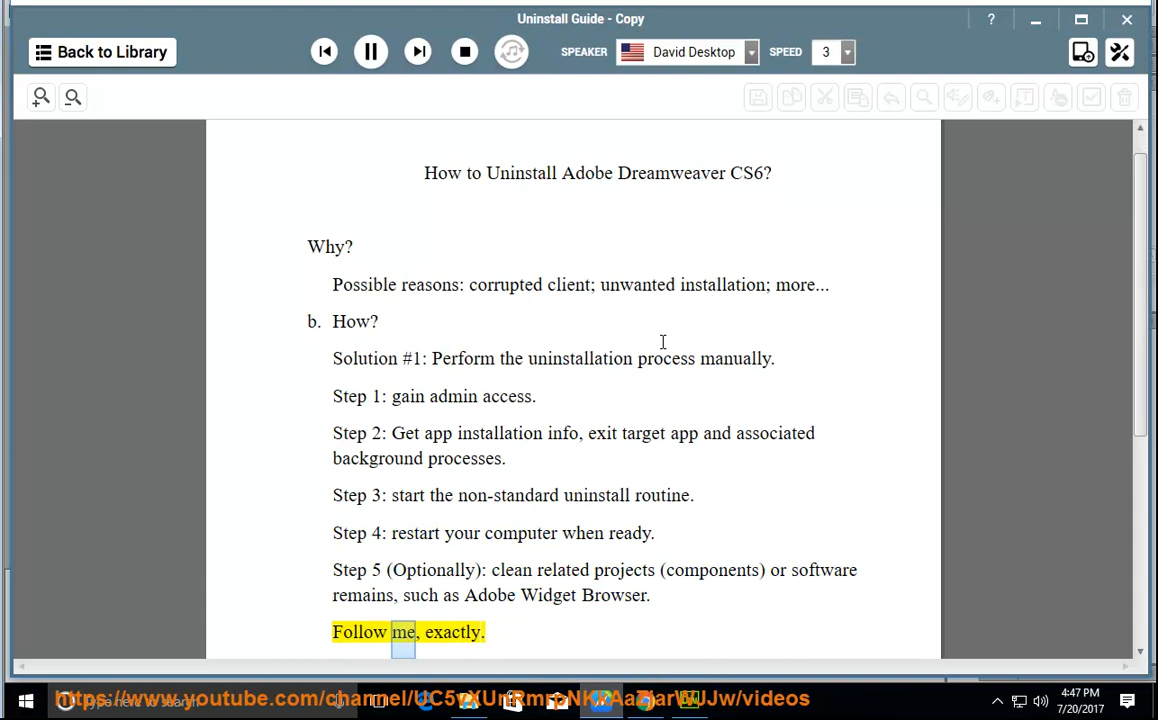 Uninstall Guide - Copy
?
Back to Library
SPEAKER
David Desktop
SPEED
3
How to Uninstall Adobe Dreamweaver CS6?
Why?
Possible reasons: corrupted client; unwanted installation; more...
b. How?
Solution #1: Perform the uninstallation process manually.
Step 1: gain admin access.
Step 2: Get app installation info, exit target app and associated
background processes.
Step 3: start the non-standard uninstall routine.
Step 4: restart your computer when ready.
Step 5 (Optionally): clean related projects (components) or software
remains, such as Adobe Widget Browser.
Follow me, exactly.
4:47 PM
7/20/2017